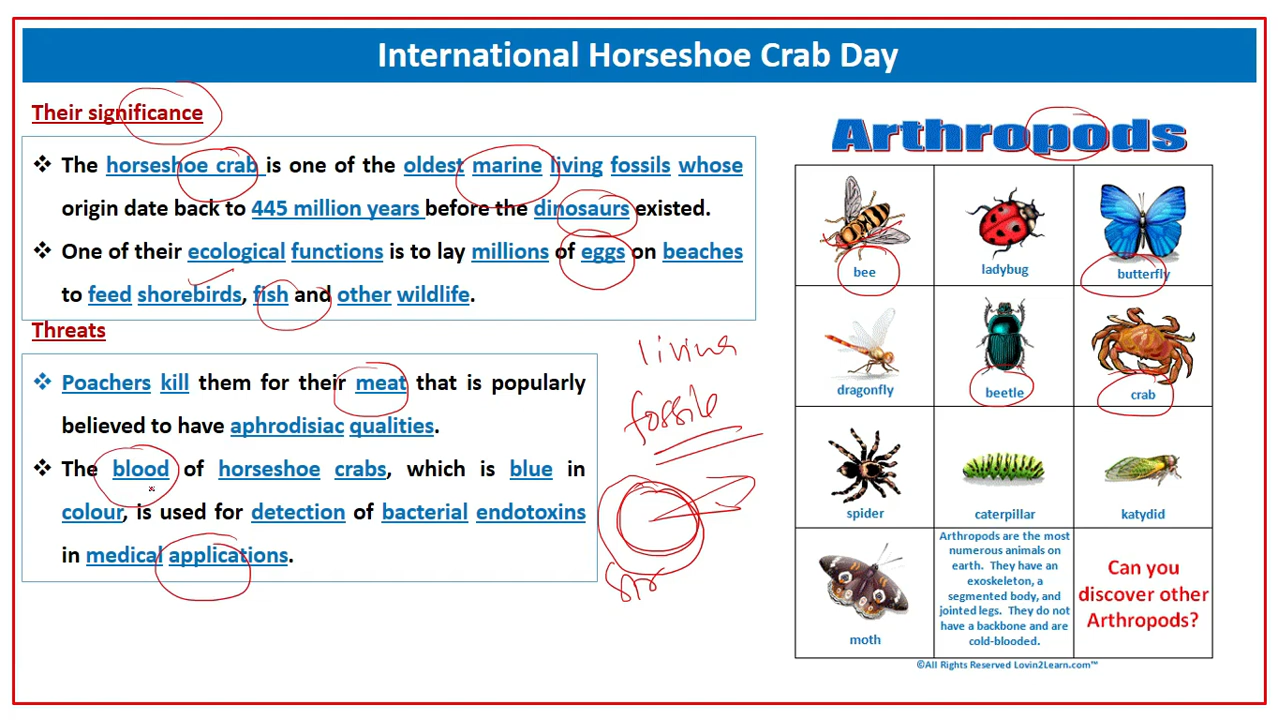 International Horseshoe Crab Day
Their significance
❖ The horseshoe crab is one of the oldest marine living fossils whose
origin date back to 445 million years before the dinosaurs existed.
❖ One of their ecological functions is to lay millions of eggs on beaches
to feed shorebirds, fish and other wildlife.
Threats
❖ Poachers kill them for their meat that is popularly
believed to have aphrodisiac qualities.
❖ The blood of horseshoe crabs, which is blue in
colour, is used for detection of bacterial endotoxins
in medical applications.
living
fossile
Arthropods
bee
ladybug
butterfly
dragonfly
beetle
crab
spider
caterpillar
katydid
moth
Arthropods are the most
numerous animals on
earth. They have an
exoskeleton, a
segmented body, and
jointed legs. They do not
have a backbone and are
cold-blooded.
Can you
discover other
Arthropods?
©All Rights Reserved Lovin2Learn.com™